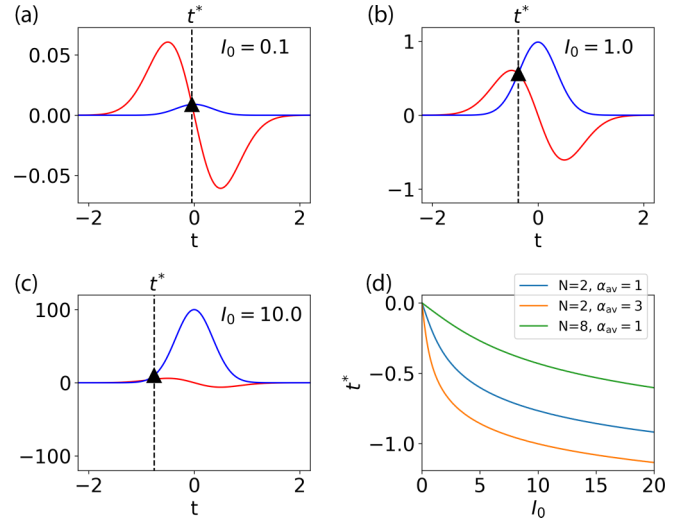 (a)
t*
I₀ = 0.1
0.05
0.00
−0.05
−2
0
2
t
(b)
t*
I₀ = 1.0
1
0
−1
−2
0
2
t
(c)
t*
I₀ = 10.0
100
0
−100
−2
0
2
t
(d)
N=2, αav = 1
N=2, αav = 3
N=8, αav = 1
0.0
−0.5
−1.0
t*
0
5
10
15
20
I₀